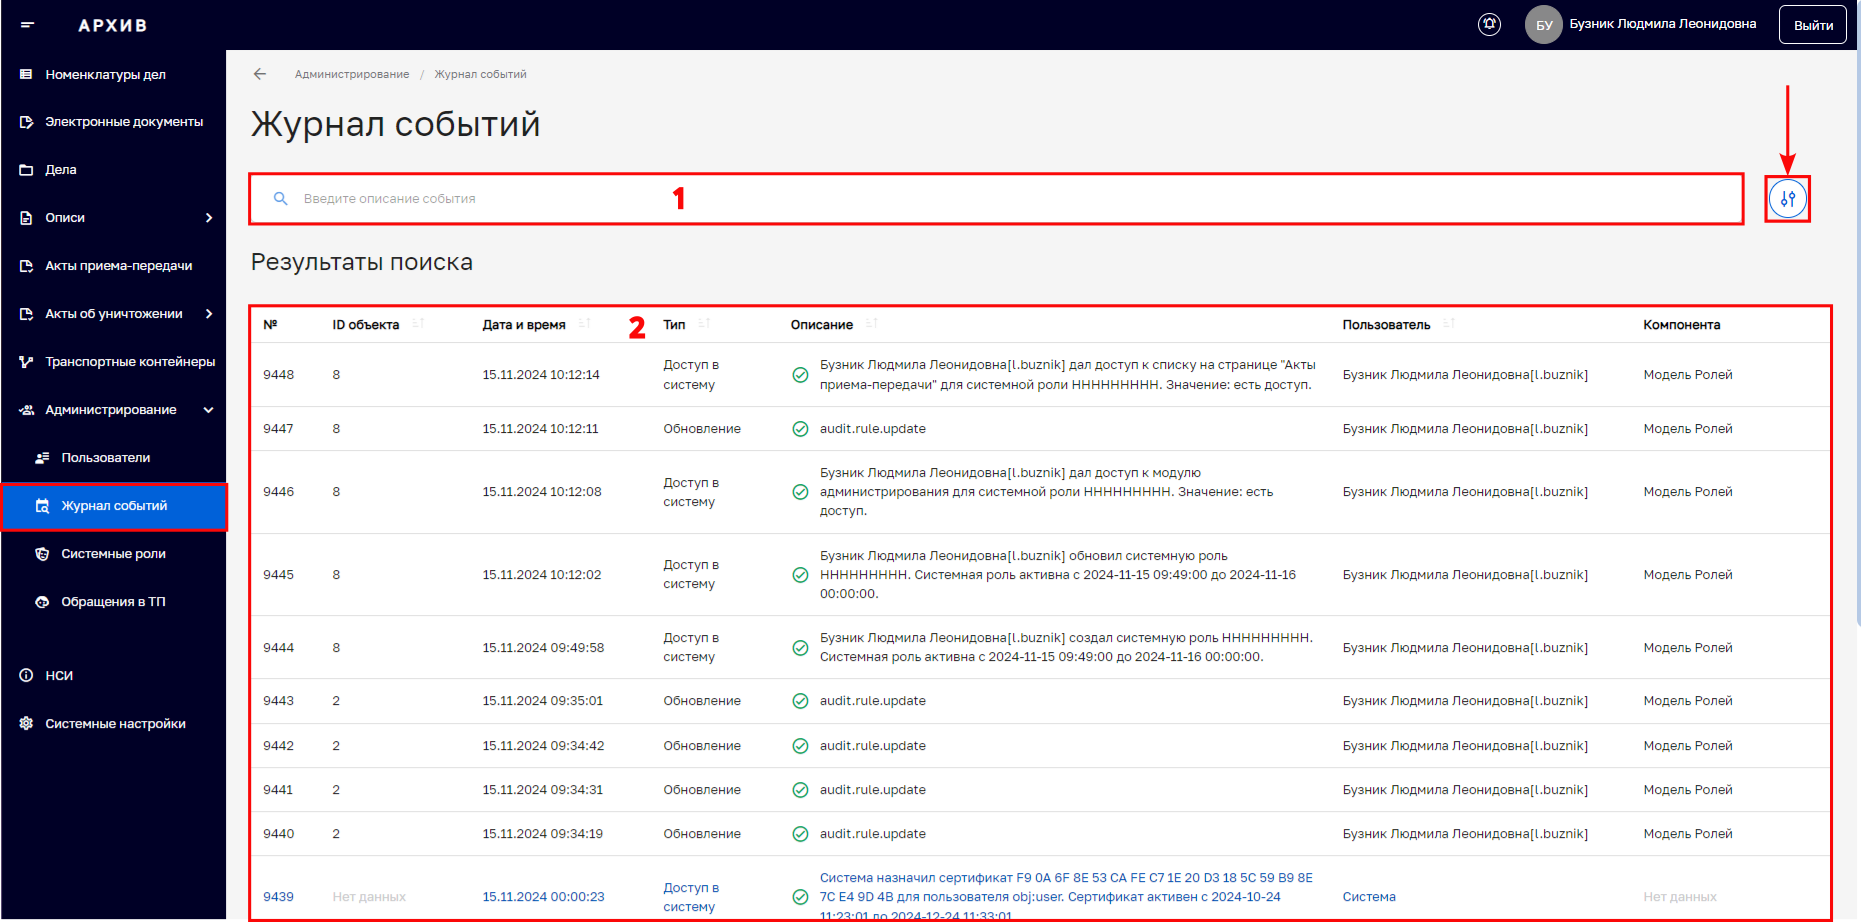 АРХИВ
БУ
Бузник Людмила Леонидовна
Выйти
Номенклатуры дел
Электронные документы
Дела
Описи
Акты приема-передачи
Акты об уничтожении
Транспортные контейнеры
Администрирование
Пользователи
Журнал событий
Системные роли
Обращения в ТП
НСИ
Системные настройки
Администрирование / Журнал событий
Журнал событий
Введите описание события
1
Результаты поиска
№ ID объекта Дата и время 2 Тип Описание Пользователь Компонента
9448 8 15.11.2024 10:12:14 Доступ в систему Бузник Людмила Леонидовна[l.buznik] дал доступ к списку на странице "Акты
приема-передачи" для системной роли ННННННННН. Значение: есть доступ. Бузник Людмила Леонидовна[l.buznik] Модель Ролей
9447 8 15.11.2024 10:12:11 Обновление audit.rule.update Бузник Людмила Леонидовна[l.buznik] Модель Ролей
9446 8 15.11.2024 10:12:08 Доступ в систему Бузник Людмила Леонидовна[l.buznik] дал доступ к модулю
администрирования для системной роли ННННННННН. Значение: есть
доступ. Бузник Людмила Леонидовна[l.buznik] Модель Ролей
9445 8 15.11.2024 10:12:02 Доступ в систему Бузник Людмила Леонидовна[l.buznik] обновил системную роль
ННННННННН. Системная роль активна с 2024-11-15 09:49:00 до 2024-11-16
00:00:00. Бузник Людмила Леонидовна[l.buznik] Модель Ролей
9444 8 15.11.2024 09:49:58 Доступ в систему Бузник Людмила Леонидовна[l.buznik] создал системную роль ННННННННН.
Системная роль активна с 2024-11-15 09:49:00 до 2024-11-16 00:00:00. Бузник Людмила Леонидовна[l.buznik] Модель Ролей
9443 2 15.11.2024 09:35:01 Обновление audit.rule.update Бузник Людмила Леонидовна[l.buznik] Модель Ролей
9442 2 15.11.2024 09:34:42 Обновление audit.rule.update Бузник Людмила Леонидовна[l.buznik] Модель Ролей
9441 2 15.11.2024 09:34:31 Обновление audit.rule.update Бузник Людмила Леонидовна[l.buznik] Модель Ролей
9440 2 15.11.2024 09:34:19 Обновление audit.rule.update Бузник Людмила Леонидовна[l.buznik] Модель Ролей
9439 Нет данных 15.11.2024 00:00:23 Доступ в систему Система назначил сертификат F9 0A 6F 8E 53 CA FE C7 1E 20 D3 18 5C 59 B9 8E
7C E4 9D 4B для пользователя obj:user. Сертификат активен с 2024-10-24
11:23:01 до 2024-12-24 11:33:01 Система Нет данных